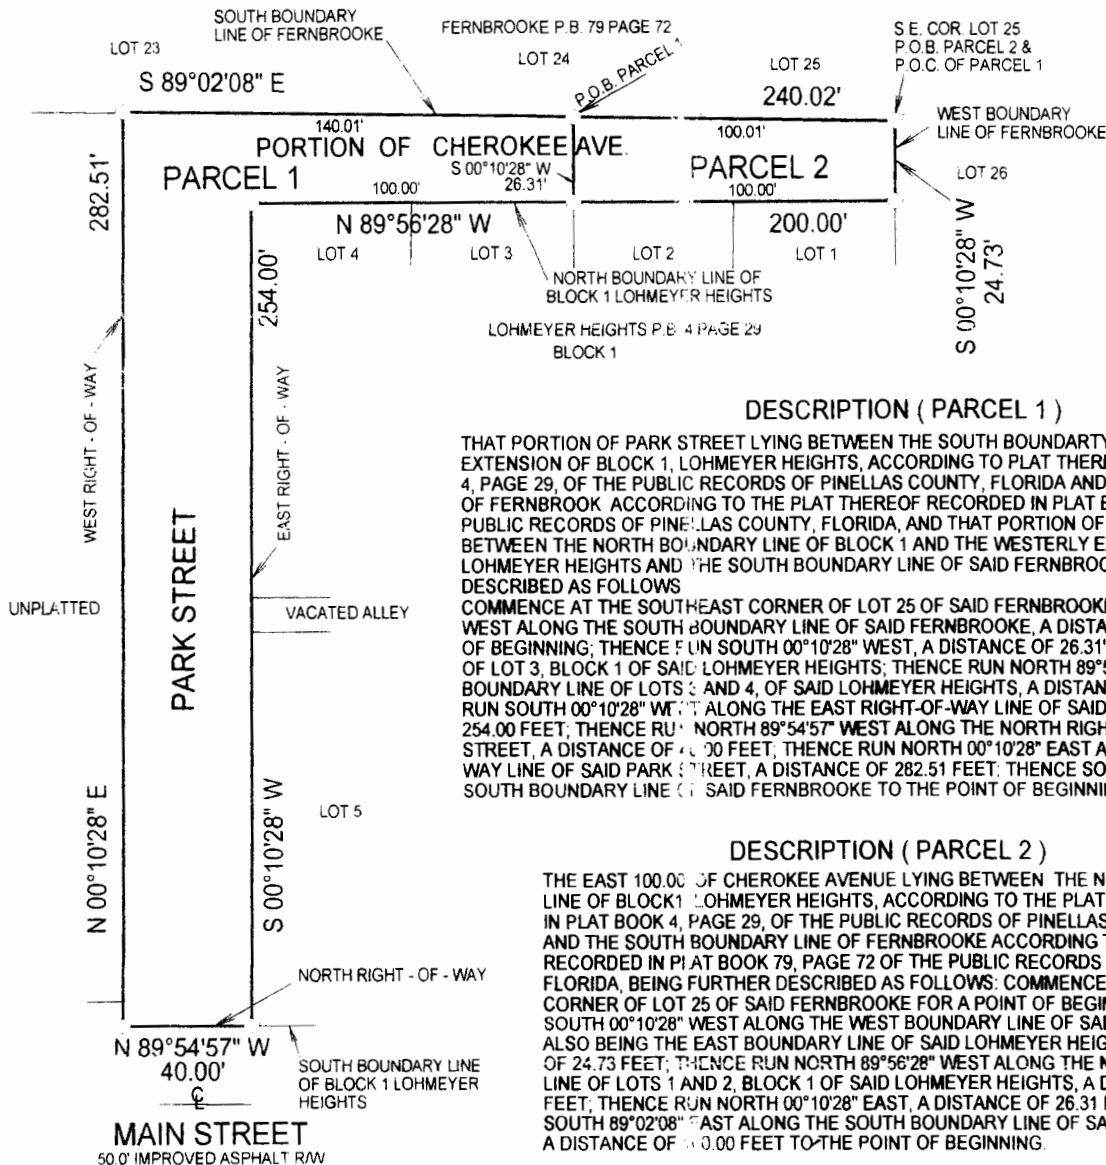 SOUTH BOUNDARY
LINE OF FERNBROOKE
FERNBROOKE P.B. 79 PAGE 72
S.E. COR. LOT 25
P.O.B. PARCEL 2 &
P.O.C. OF PARCEL 1
LOT 23
LOT 24
P.O.B. PARCEL 1
LOT 25
S 89°02'08" E
240.02'
WEST BOUNDARY
LINE OF FERNBROOKE
140.01'
100.01'
PORTION OF CHEROKEE AVE.
S 00°10'28" W
26.31'
PARCEL 1
PARCEL 2
LOT 26
282.51'
100.00'
100.00'
N 89°56'28" W
200.00'
S 00°10'28" W
24.73'
LOT 4
LOT 3
LOT 2
LOT 1
254.00'
NORTH BOUNDARY LINE OF
BLOCK 1 LOHMEYER HEIGHTS
LOHMEYER HEIGHTS P.B 4 PAGE 29
BLOCK 1
WEST RIGHT - OF - WAY
EAST RIGHT - OF - WAY
PARK STREET
UNPLATTED
VACATED ALLEY
LOT 5
N 00°10'28" E
S 00°10'28" W
NORTH RIGHT - OF - WAY
N 89°54'57" W
40.00'
SOUTH BOUNDARY LINE
OF BLOCK 1 LOHMEYER
HEIGHTS
MAIN STREET
50.0' IMPROVED ASPHALT R/W
DESCRIPTION ( PARCEL 1 )
THAT PORTION OF PARK STREET LYING BETWEEN THE SOUTH BOUNDARTY
EXTENSION OF BLOCK 1, LOHMEYER HEIGHTS, ACCORDING TO PLAT
4, PAGE 29, OF THE PUBLIC RECORDS OF PINELLAS COUNTY, FLORIDA AND
OF FERNBROOK ACCORDING TO THE PLAT THEREOF RECORDED IN PLAT
PUBLIC RECORDS OF PINELLAS COUNTY, FLORIDA, AND THAT PORTION OF
BETWEEN THE NORTH BOUNDARY LINE OF BLOCK 1 AND THE WESTERLY
LOHMEYER HEIGHTS AND THE SOUTH BOUNDARY LINE OF SAID
DESCRIBED AS FOLLOWS
COMMENCE AT THE SOUTHEAST CORNER OF LOT 25 OF SAID
WEST ALONG THE SOUTH BOUNDARY LINE OF SAID FERNBROOKE, A
OF BEGINNING; THENCE RUN SOUTH 00°10'28" WEST, A DISTANCE OF 26.31'
OF LOT 3, BLOCK 1 OF SAID LOHMEYER HEIGHTS; THENCE RUN NORTH
BOUNDARY LINE OF LOTS 3 AND 4, OF SAID LOHMEYER HEIGHTS, A
RUN SOUTH 00°10'28" WEST ALONG THE EAST RIGHT-OF-WAY LINE OF SAID
254.00 FEET; THENCE RUN NORTH 89°54'57" WEST ALONG THE NORTH
STREET, A DISTANCE OF FEET; THENCE RUN NORTH 00°10'28" EAST
WAY LINE OF SAID PARK STREET, A DISTANCE OF 282.51 FEET; THENCE
SOUTH BOUNDARY LINE OF SAID FERNBROOKE TO THE POINT OF
DESCRIPTION ( PARCEL 2 )
THE EAST 100.00 OF CHEROKEE AVENUE LYING BETWEEN THE
LINE OF BLOCK1 LOHMEYER HEIGHTS, ACCORDING TO THE PLAT
IN PLAT BOOK 4, PAGE 29, OF THE PUBLIC RECORDS OF PINELLAS
AND THE SOUTH BOUNDARY LINE OF FERNBROOKE ACCORDING
RECORDED IN PLAT BOOK 79, PAGE 72 OF THE PUBLIC RECORDS
FLORIDA, BEING FURTHER DESCRIBED AS FOLLOWS: COMMENCE
CORNER OF LOT 25 OF SAID FERNBROOKE FOR A POINT OF
SOUTH 00°10'28" WEST ALONG THE WEST BOUNDARY LINE OF
ALSO BEING THE EAST BOUNDARY LINE OF SAID LOHMEYER
OF 24.73 FEET; THENCE RUN NORTH 89°56'28" WEST ALONG THE
LINE OF LOTS 1 AND 2, BLOCK 1 OF SAID LOHMEYER HEIGHTS, A
FEET; THENCE RUN NORTH 00°10'28" EAST, A DISTANCE OF 26.31
SOUTH 89°02'08" EAST ALONG THE SOUTH BOUNDARY LINE OF
A DISTANCE OF FEET TO THE POINT OF BEGINNING.